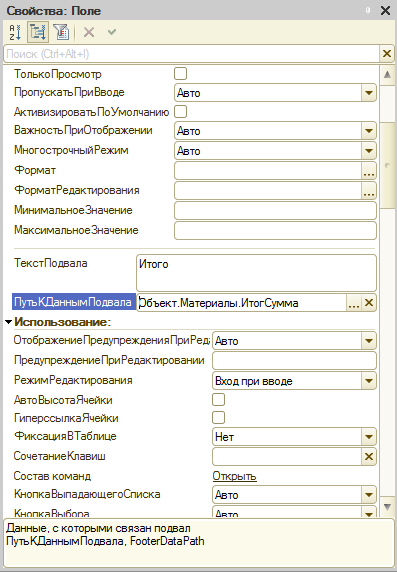 Свойства: Поле
Поиск (Ctrl+Alt+I)
ТолькоПросмотр
ПропускатьПриВводе Авто
АктивизироватьПоУмолчанию
ВажностьПриОтображении Авто
МногострочныйРежим Авто
Формат ...
ФорматРедактирования ...
МинимальноеЗначение
МаксимальноеЗначение
ТекстПодвала Итого
ПутьКДаннымПодвала Объект.Материалы.ИтогСумма ...
Использование:
ОтображениеПредупрежденияПриРеда Авто
ПредупреждениеПриРедактировании
РежимРедактирования Вход при вводе
АвтоВысотаЯчейки
ГиперссылкаЯчейки
ФиксацияВТаблице Нет
СочетаниеКлавиш
Состав команд Открыть
КнопкаВыпадающегоСписка Авто
КнопкаВыбора Авто
Данные, с которыми связан подвал
ПутьКДаннымПодвала, FooterDataPath